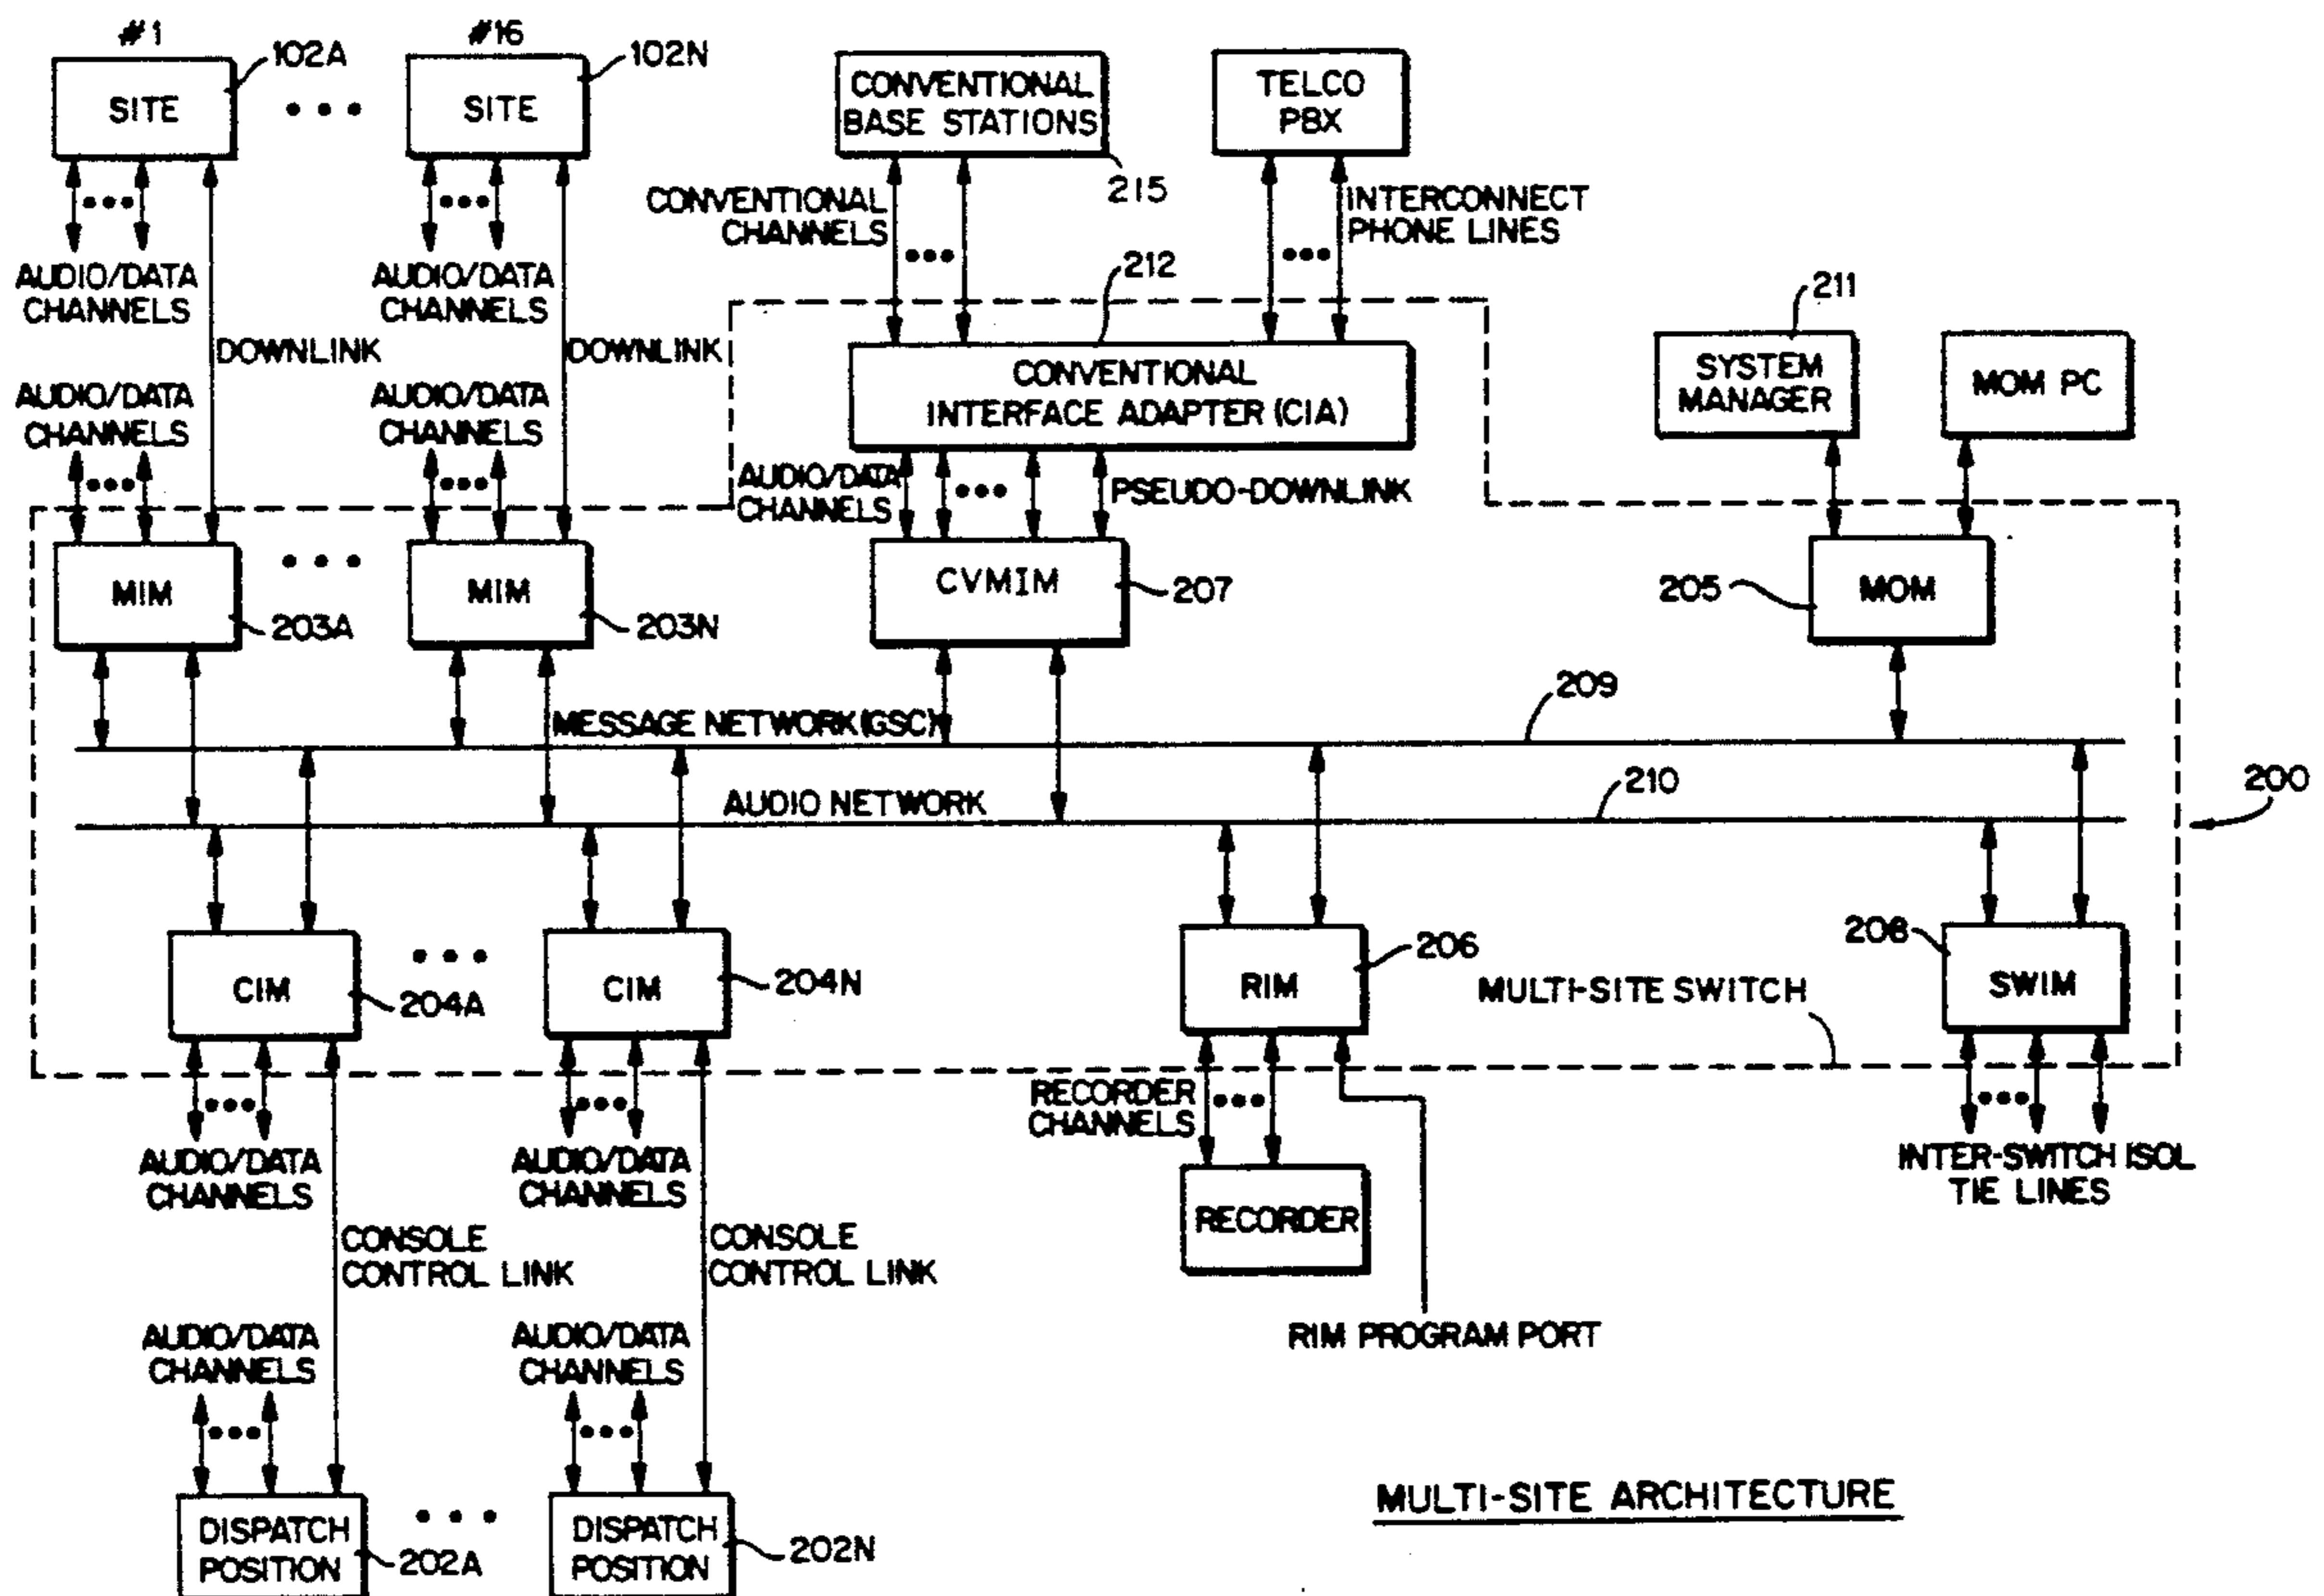 #1
#16
102A
102N
SITE
SITE
CONVENTIONAL
BASE STATIONS
215
TELCO
PBX
CONVENTIONAL
CHANNELS
INTERCONNECT
PHONE LINES
AUDIO/DATA
CHANNELS
AUDIO/DATA
CHANNELS
212
211
DOWNLINK
DOWNLINK
CONVENTIONAL
INTERFACE ADAPTER (CIA)
SYSTEM
MANAGER
MOM PC
AUDIO/DATA
CHANNELS
AUDIO/DATA
CHANNELS
AUDIO/DATA
CHANNELS
PSEUDO-DOWNLINK
MIM
203A
MIM
203N
CVMIM
207
205
MOM
MESSAGE NETWORK (GSC)
209
AUDIO NETWORK
210
200
CIM
204A
CIM
204N
RIM
206
MULTI-SITE SWITCH
208
SWIM
AUDIO/DATA
CHANNELS
AUDIO/DATA
CHANNELS
RECORDER
CHANNELS
INTER-SWITCH ISOL
TIE LINES
CONSOLE
CONTROL LINK
CONSOLE
CONTROL LINK
RECORDER
RIM PROGRAM PORT
AUDIO/DATA
CHANNELS
AUDIO/DATA
CHANNELS
DISPATCH
POSITION
202A
DISPATCH
POSITION
202N
MULTI-SITE ARCHITECTURE